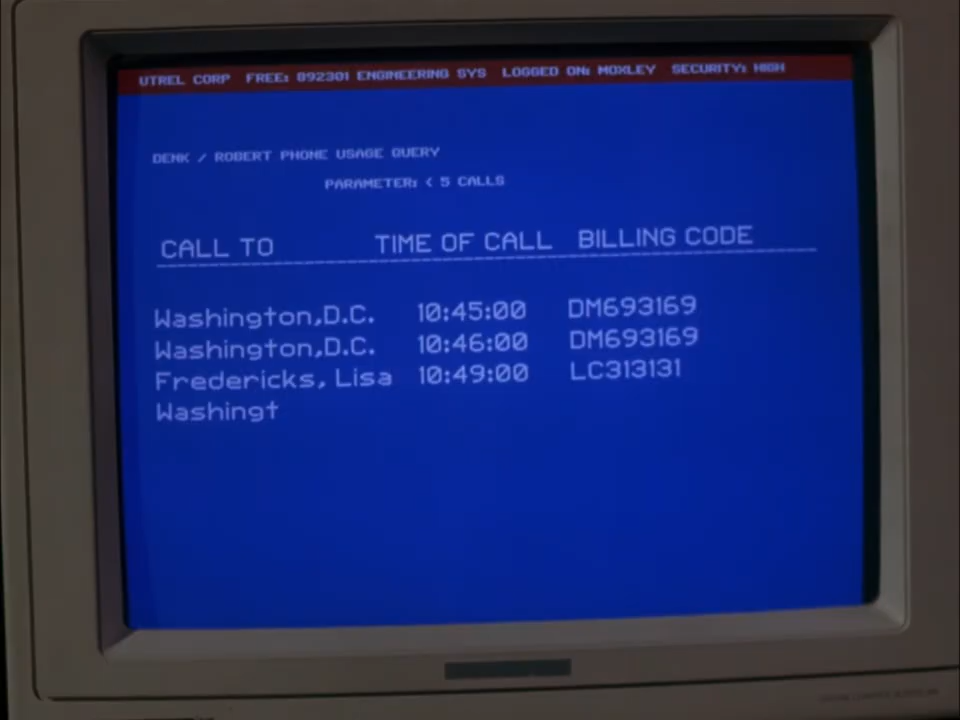 UTREL CORP FREE: 892301 ENGINEERING SYS LOGGED ON: MOXLEY SECURITY: HIGH
DENK / ROBERT PHONE USAGE QUERY
PARAMETER: < 5 CALLS
CALL TO TIME OF CALL BILLING CODE
Washington,D.C. 10:45:00 DM693169
Washington,D.C. 10:46:00 DM693169
Fredericks, Lisa 10:49:00 LC313131
Washingt